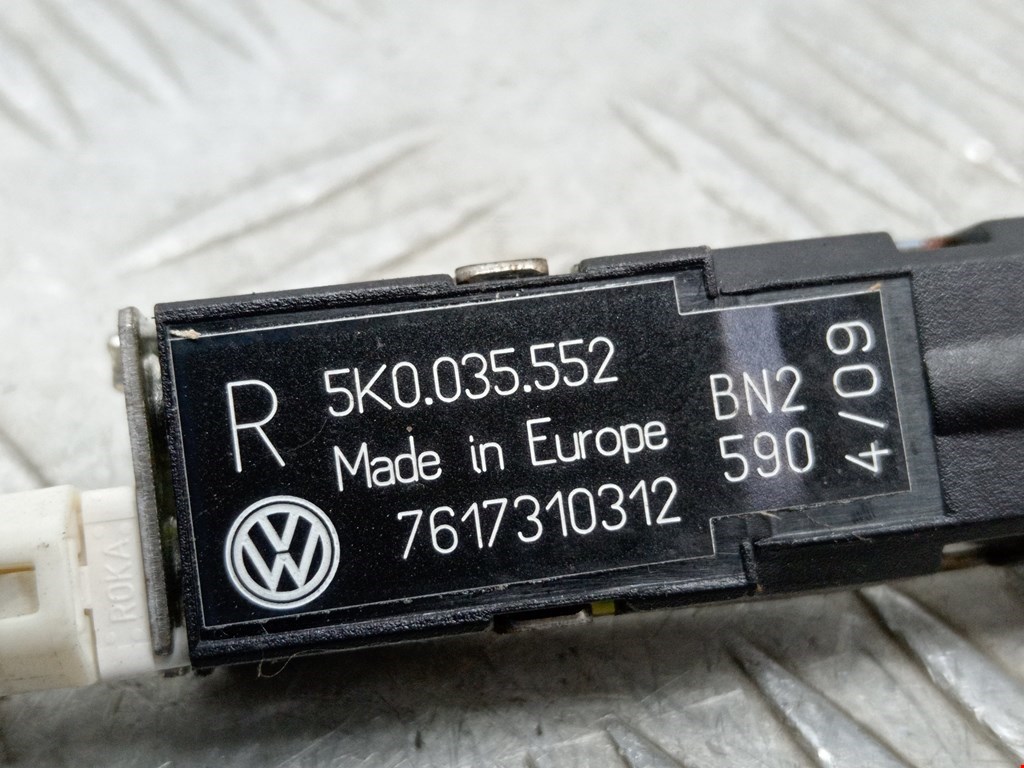 R
5K0.035.552
Made in Europe
7617310312
BN2
590
4/09
ROKA